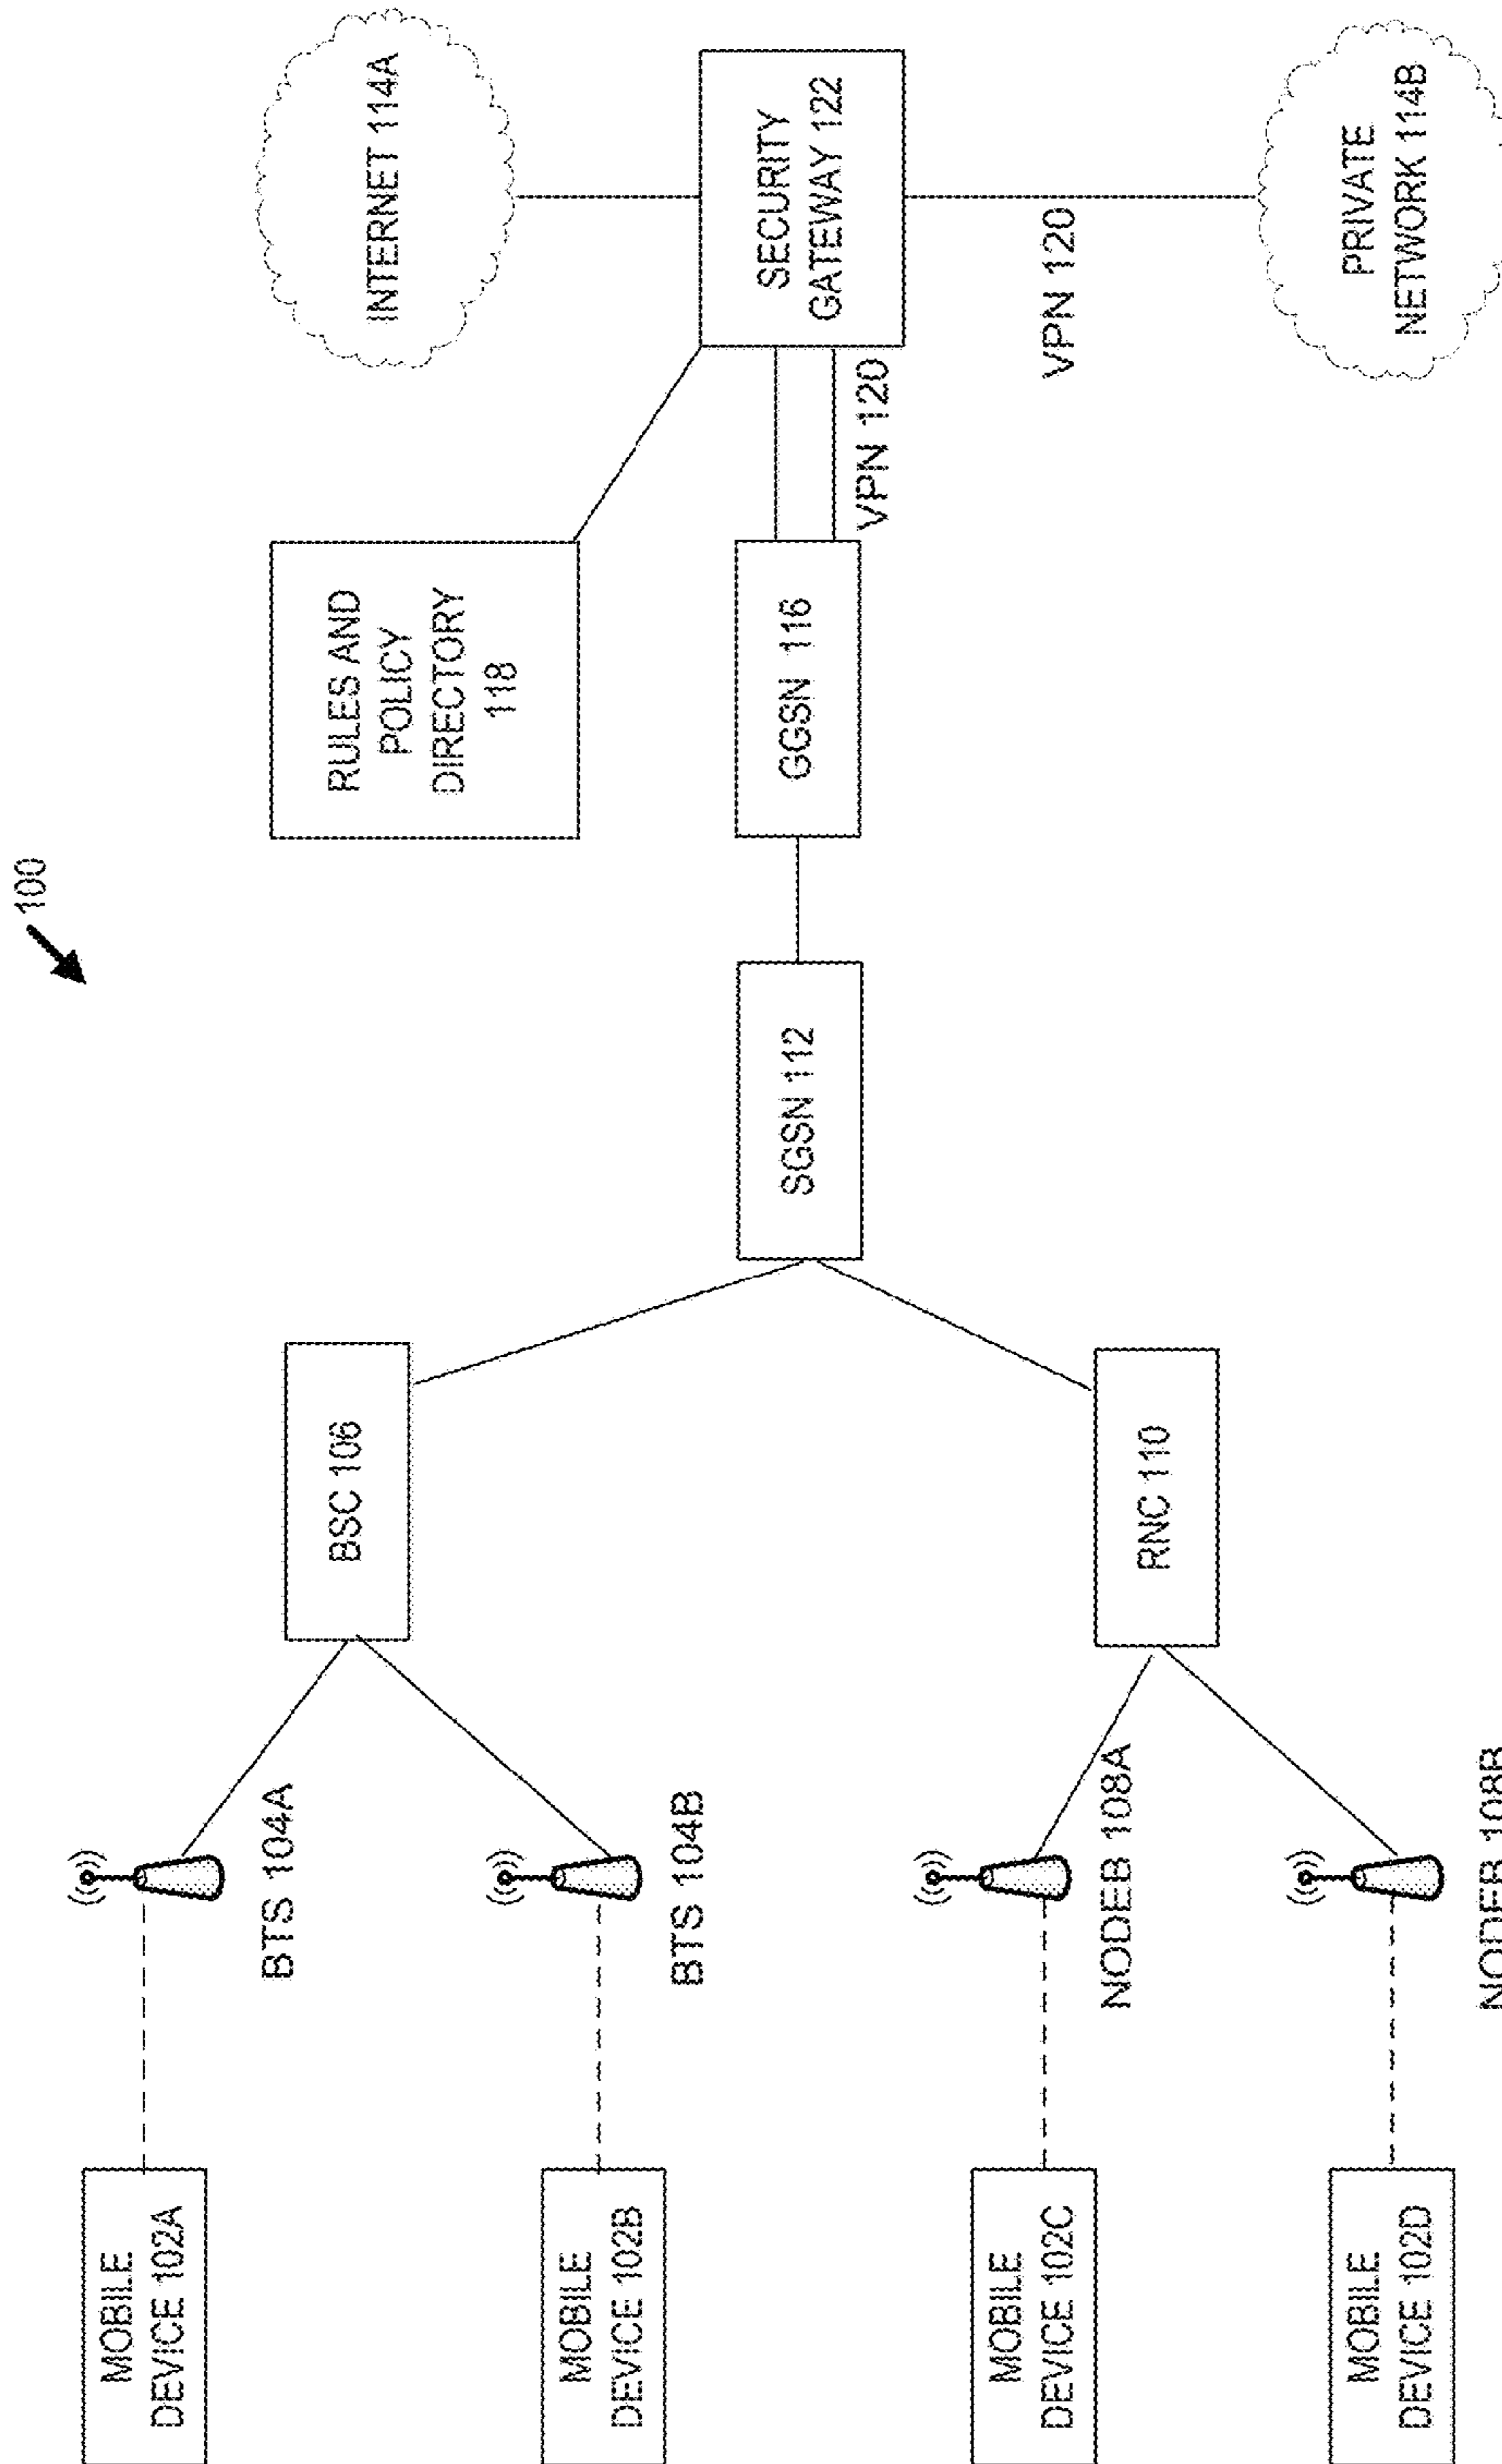 100
MOBILE
DEVICE 102A
BTS 104A
BSC 106
MOBILE
DEVICE 102B
BTS 104B
MOBILE
DEVICE 102C
NODEB 108A
RNC 110
MOBILE
DEVICE 102D
NODEB 108B
SGSN 112
GGSN 116
RULES AND
POLICY
DIRECTORY
118
VPN 120
INTERNET 114A
SECURITY
GATEWAY 122
VPN 120
PRIVATE
NETWORK 114B